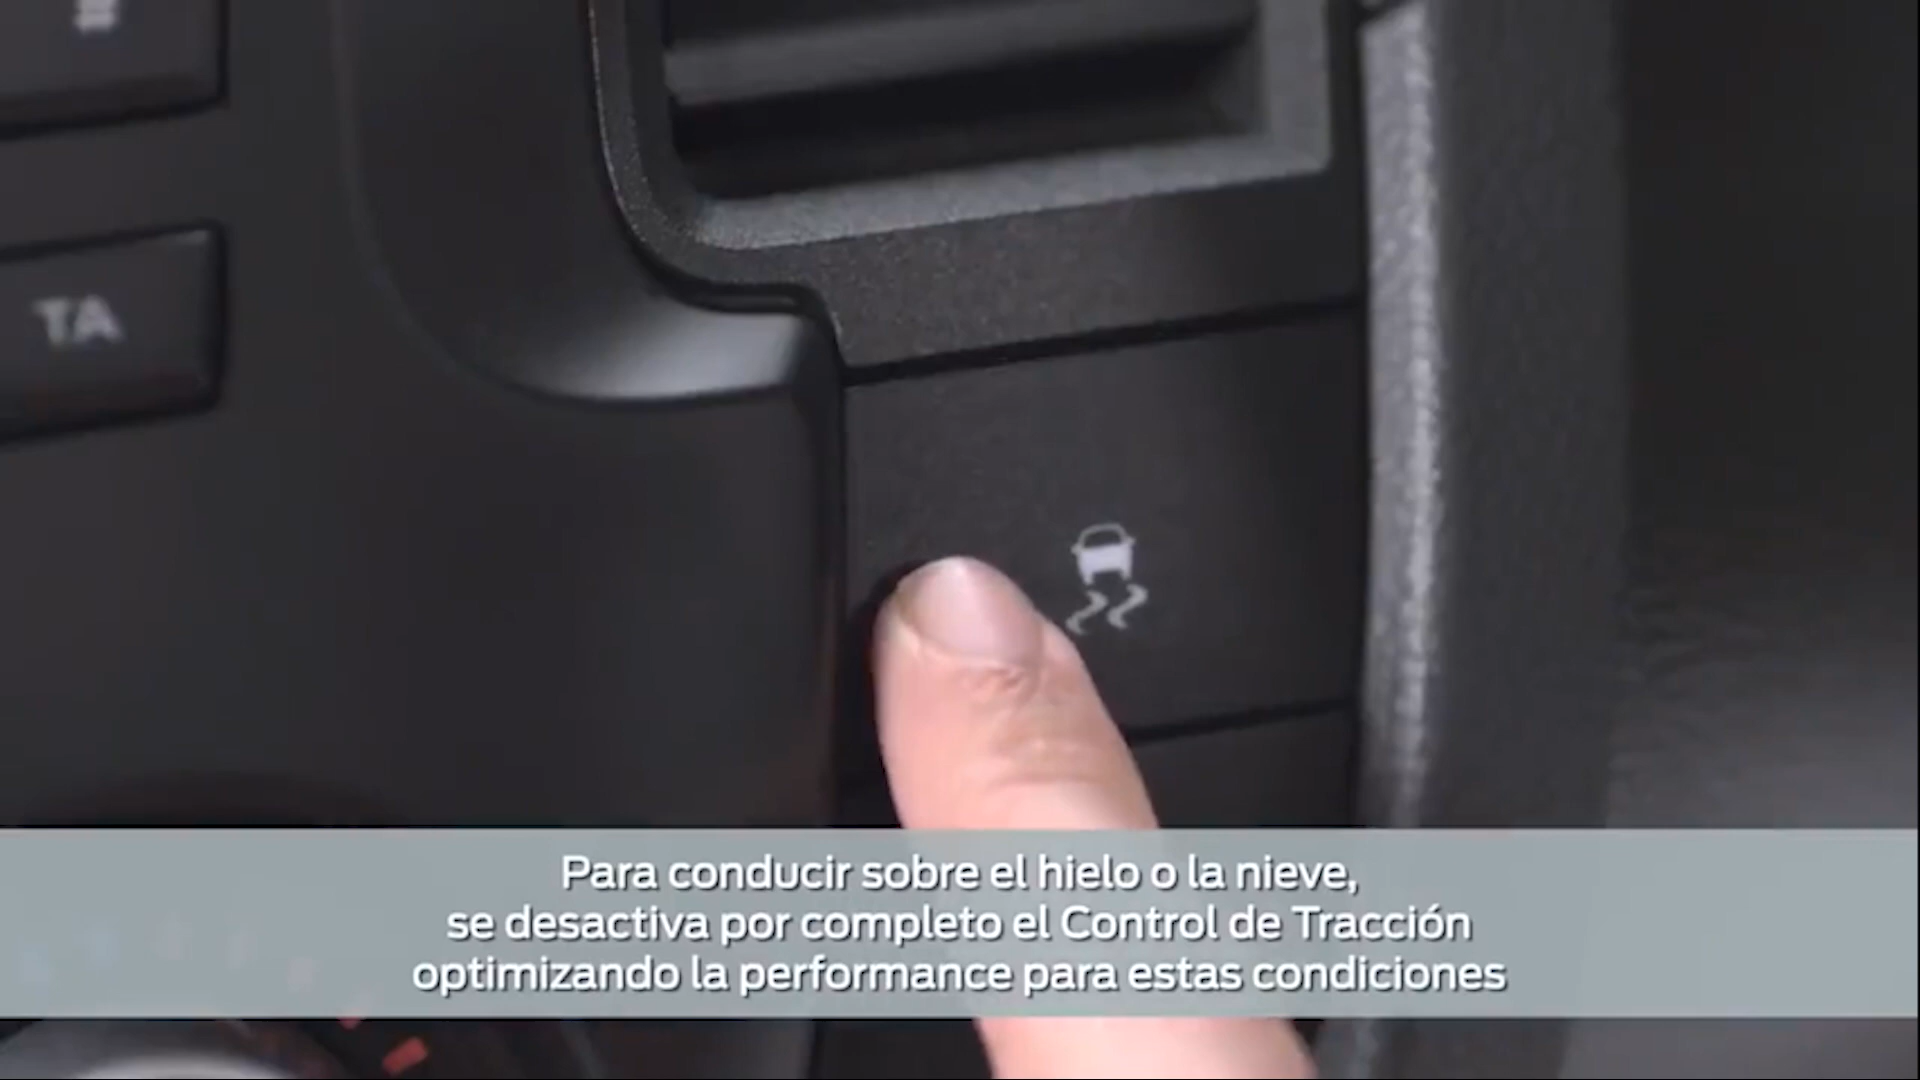 TA
Para conducir sobre el hielo o la nieve,
se desactiva por completo el Control de Tracción
optimizando la performance para estas condiciones